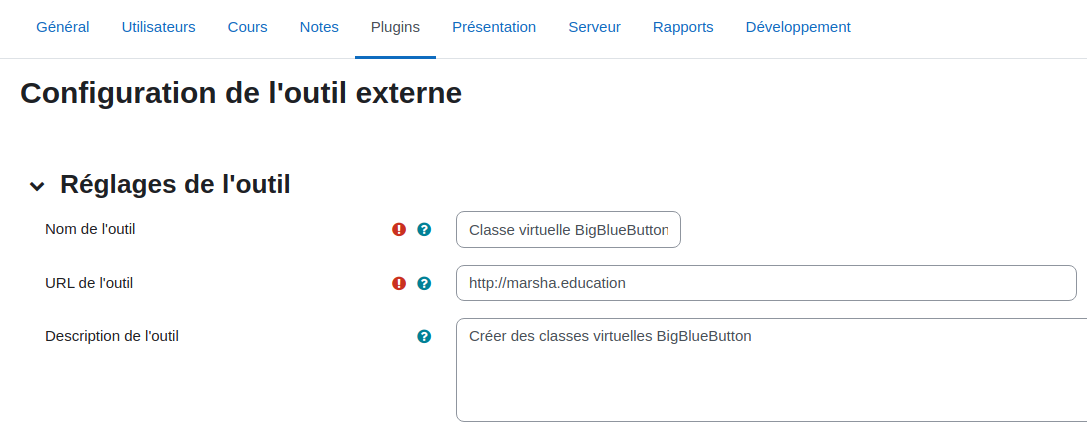 Général Utilisateurs Cours Notes Plugins Présentation Serveur Rapports Développement
Configuration de l'outil externe
Réglages de l'outil
Nom de l'outil Classe virtuelle BigBlueButton
URL de l'outil http://marsha.education
Description de l'outil Créer des classes virtuelles BigBlueButton